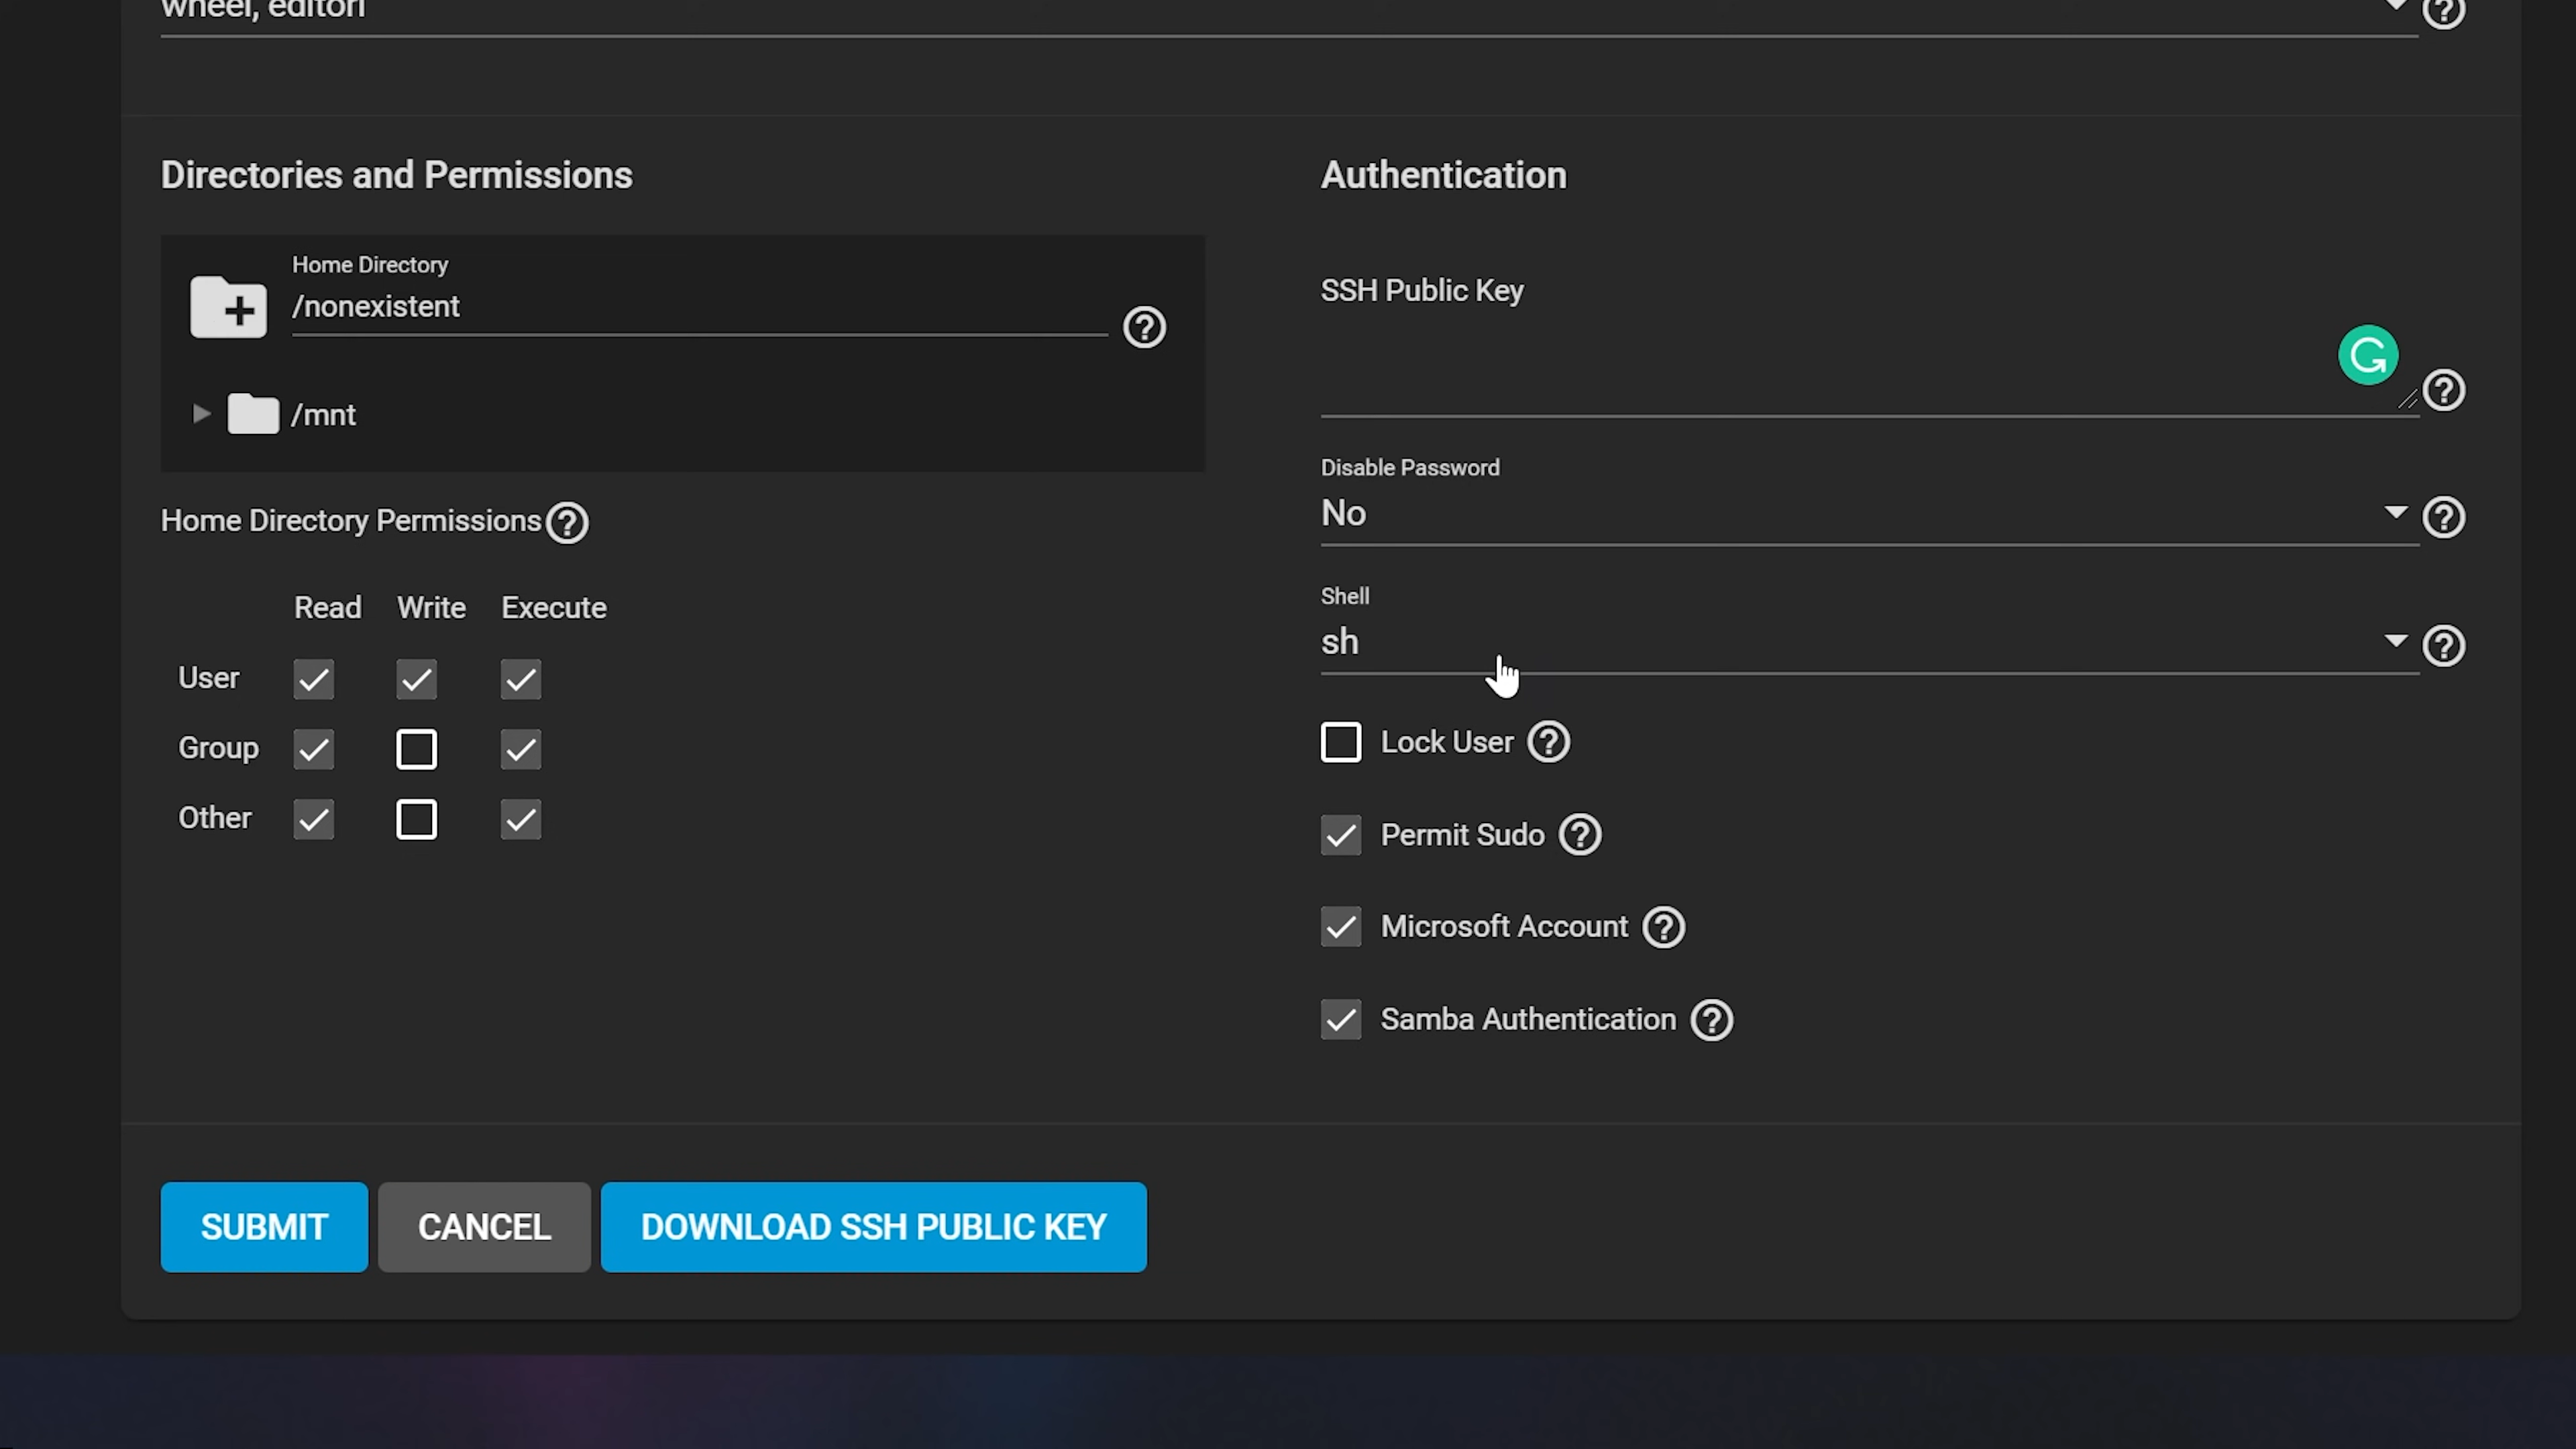 wheel, editori
Directories and Permissions
Home Directory
/nonexistent
/mnt
Home Directory Permissions
Read Write Execute
User
Group
Other
Authentication
SSH Public Key
Disable Password
No
Shell
sh
Lock User
Permit Sudo
Microsoft Account
Samba Authentication
SUBMIT
CANCEL
DOWNLOAD SSH PUBLIC KEY